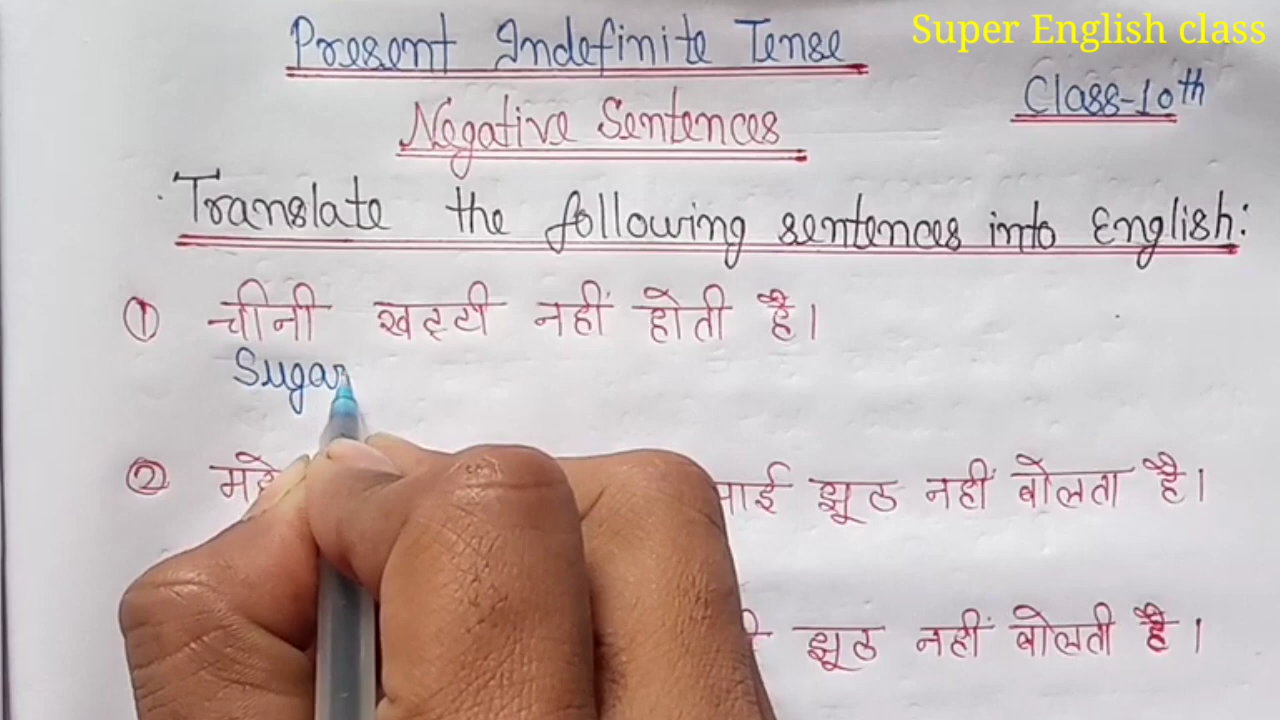 Super English class
Present Indefinite Tense
Class-10th
Negative Sentences
Translate the following sentences into English:
① चीनी खट्टी नहीं होती है।
Sugar
② झूठ नहीं बोलता है।
झूठ नहीं बोलती है।